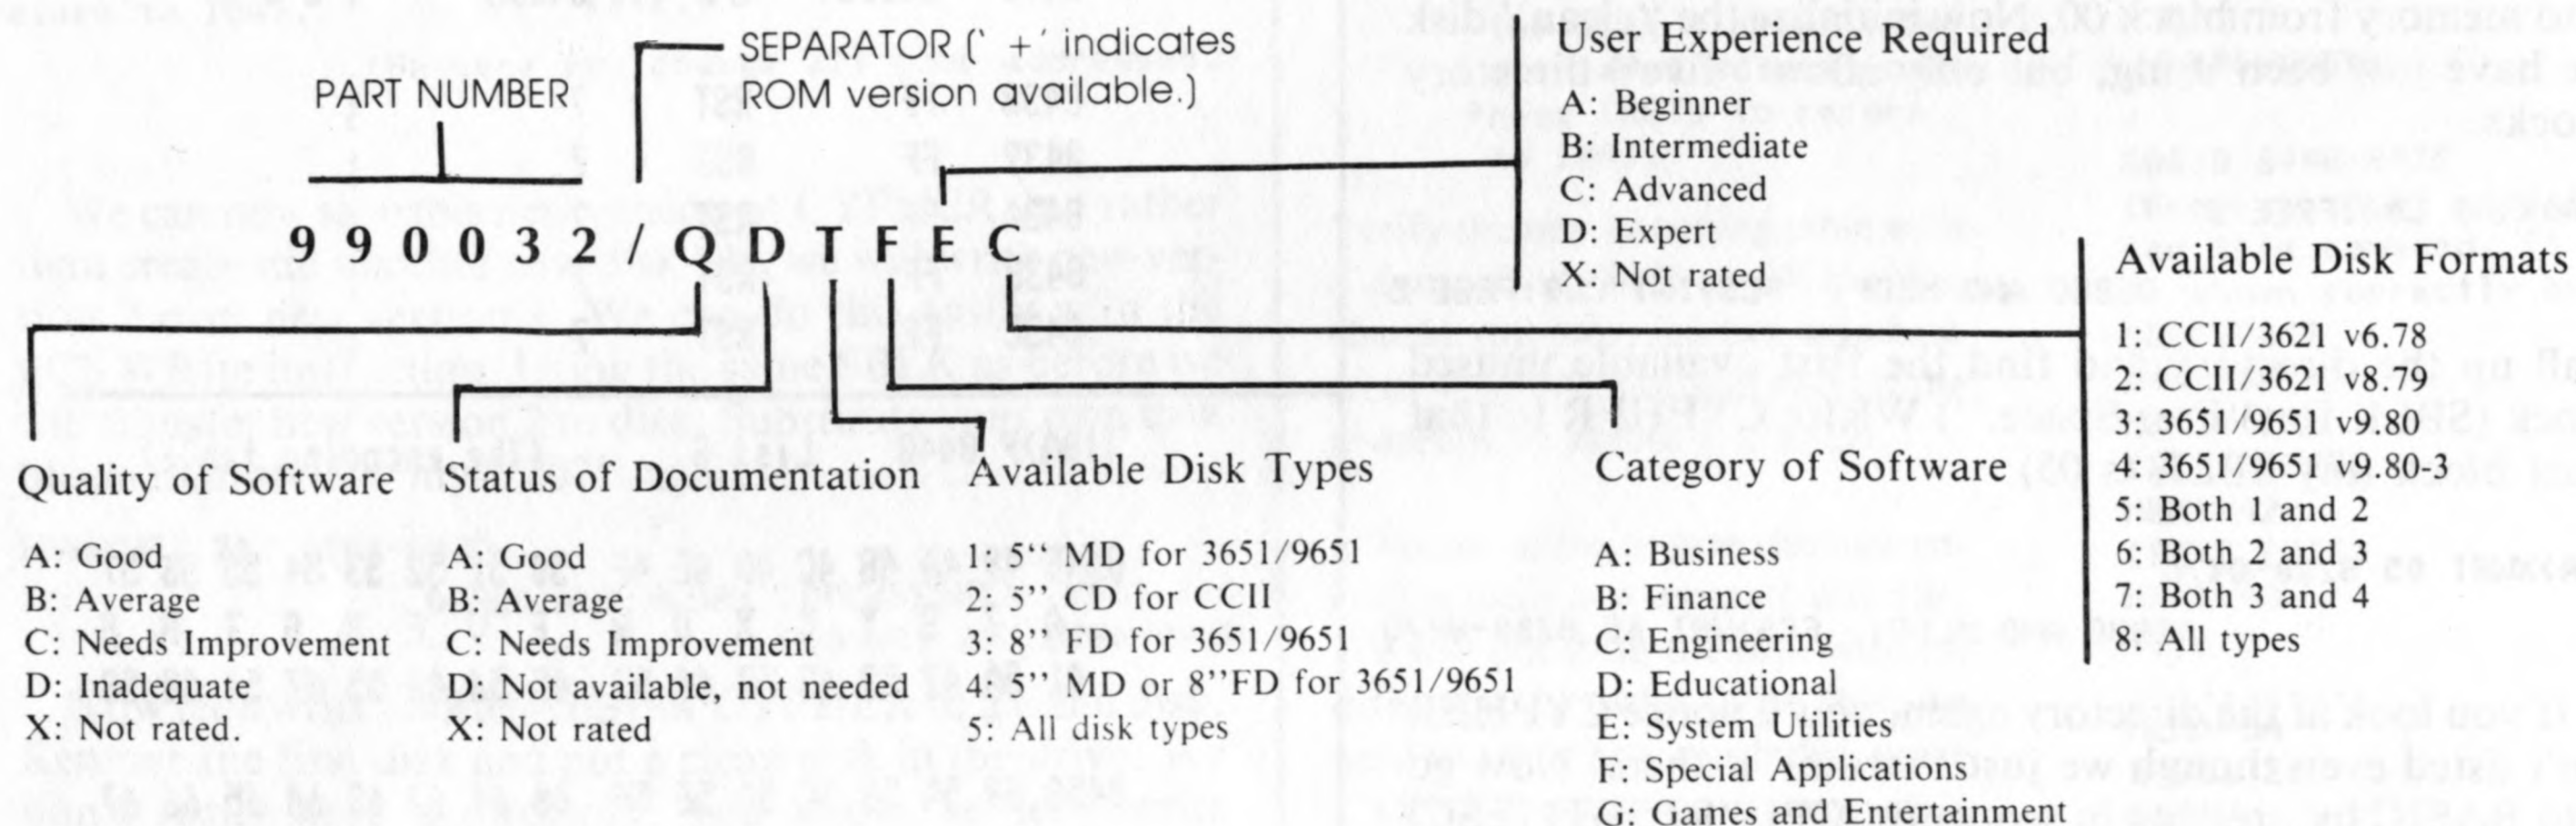 SEPARATOR (' +' indicates
ROM version available.)
PART NUMBER
990032/QDTFEC
User Experience Required
A: Beginner
B: Intermediate
C: Advanced
D: Expert
X: Not rated
Available Disk Formats
1: CCII/3621 v6.78
2: CCII/3621 v8.79
3: 3651/9651 v9.80
4: 3651/9651 v9.80-3
5: Both 1 and 2
6: Both 2 and 3
7: Both 3 and 4
8: All types
Quality of Software
A: Good
B: Average
C: Needs Improvement
D: Inadequate
X: Not rated.
Status of Documentation
A: Good
B: Average
C: Needs Improvement
D: Not available, not needed
X: Not rated
Available Disk Types
1: 5'' MD for 3651/9651
2: 5'' CD for CCII
3: 8'' FD for 3651/9651
4: 5'' MD or 8''FD for 3651/9651
5: All disk types
Category of Software
A: Business
B: Finance
C: Engineering
D: Educational
E: System Utilities
F: Special Applications
G: Games and Entertainment